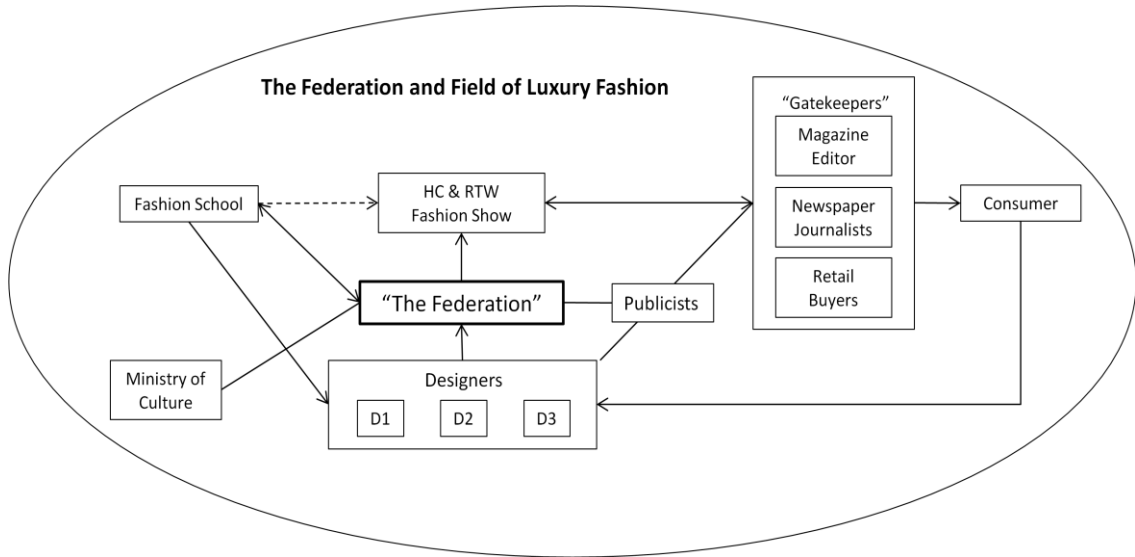 The Federation and Field of Luxury Fashion
“Gatekeepers”
Magazine
Editor
Newspaper
Journalists
Retail
Buyers
Fashion School
HC & RTW
Fashion Show
Consumer
“The Federation”
Publicists
Ministry of
Culture
Designers
D1
D2
D3